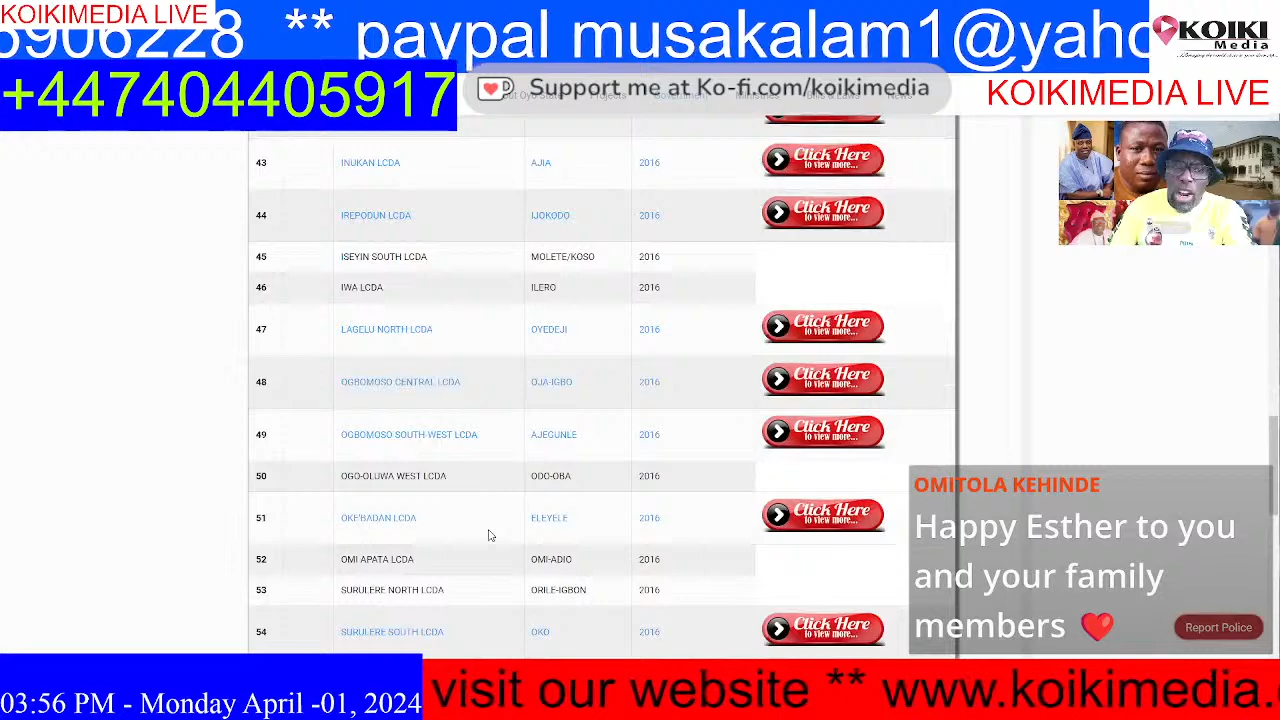 KOIKIMEDIA LIVE
5906228 ** paypal musakalam1@yaho
KOIKI
Media
+447404405917
Support me at Ko-fi.com/koikimedia
KOIKIMEDIA LIVE
43 INUKAN LCDA AJIA 2016 Click Here to view more...
44 IREPODUN LCDA IJOKODO 2016 Click Here to view more...
45 ISEYIN SOUTH LCDA MOLETE/KOSO 2016
46 IWA LCDA ILERO 2016
47 LAGELU NORTH LCDA OYEDEJI 2016 Click Here to view more...
48 OGBOMOSO CENTRAL LCDA OJA-IGBO 2016 Click Here to view more...
49 OGBOMOSO SOUTH WEST LCDA AJEGUNLE 2016 Click Here to view more...
50 OGO-OLUWA WEST LCDA ODO-OBA 2016
51 OKE'BADAN LCDA ELEYELE 2016 Click Here to view more...
52 OMI APATA LCDA OMI-ADIO 2016
53 SURULERE NORTH LCDA ORILE-IGBON 2016
54 SURULERE SOUTH LCDA OKO 2016 Click Here to view more...
OMITOLA KEHINDE
Happy Esther to you
and your family
members ❤️
Report Police
03:56 PM - Monday April -01, 2024
visit our website ** www.koikimedia.